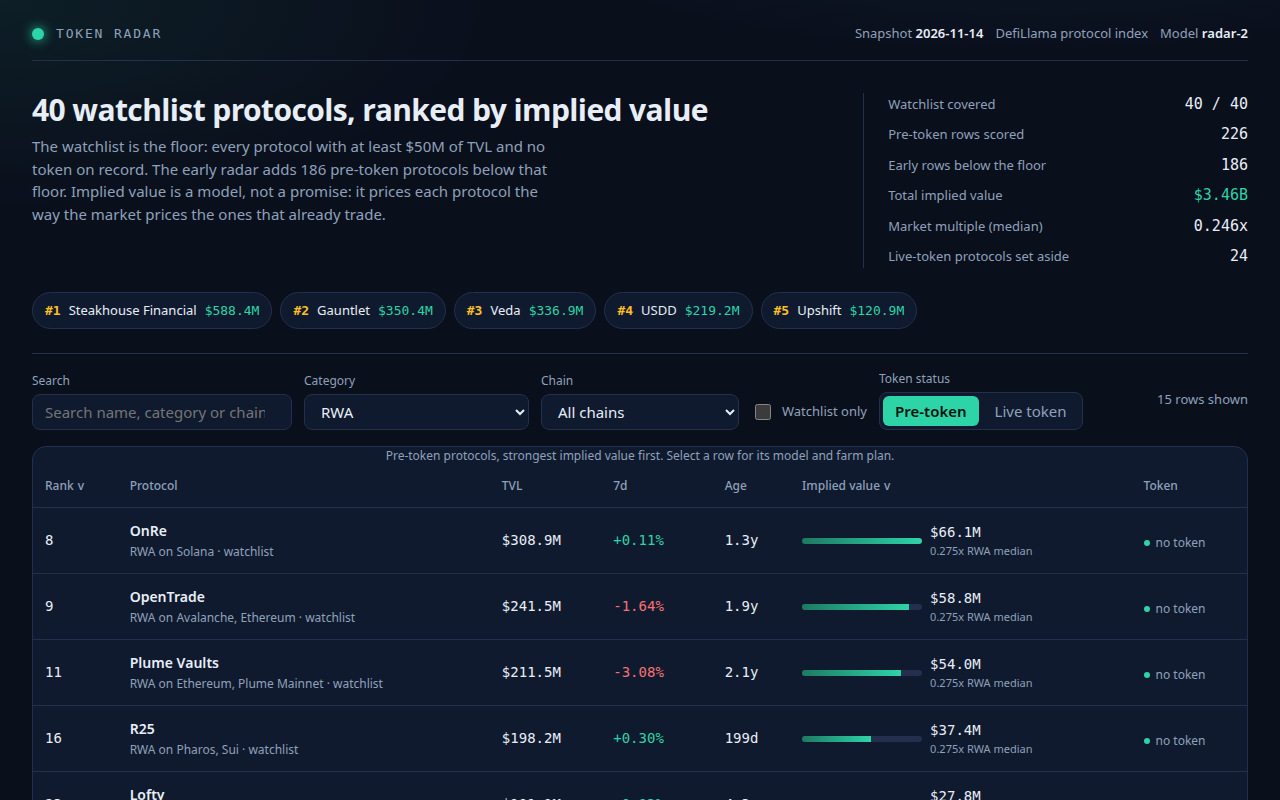 TOKEN RADAR
Snapshot 2026-11-14 DefiLlama protocol index Model radar-2
40 watchlist protocols, ranked by implied value
The watchlist is the floor: every protocol with at least $50M of TVL and no
token on record. The early radar adds 186 pre-token protocols below that
floor. Implied value is a model, not a promise: it prices each protocol the
way the market prices the ones that already trade.
Watchlist covered 40 / 40
Pre-token rows scored 226
Early rows below the floor 186
Total implied value $3.46B
Market multiple (median) 0.246x
Live-token protocols set aside 24
#1 Steakhouse Financial $588.4M #2 Gauntlet $350.4M #3 Veda $336.9M #4 USDD $219.2M #5 Upshift $120.9M
Search Category Chain Token status
Search name, category or chain RWA All chains Watchlist only Pre-token Live token 15 rows shown
Pre-token protocols, strongest implied value first. Select a row for its model and farm plan.
Rank v Protocol TVL 7d Age Implied value v Token
8 OnRe $308.9M +0.11% 1.3y $66.1M no token
RWA on Solana · watchlist 0.275x RWA median
9 OpenTrade $241.5M -1.64% 1.9y $58.8M no token
RWA on Avalanche, Ethereum · watchlist 0.275x RWA median
11 Plume Vaults $211.5M -3.08% 2.1y $54.0M no token
RWA on Ethereum, Plume Mainnet · watchlist 0.275x RWA median
16 R25 $198.2M +0.30% 199d $37.4M no token
RWA on Pharos, Sui · watchlist 0.275x RWA median
Lofty $27.8M